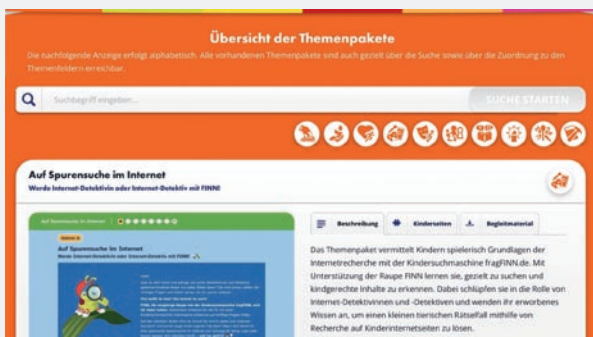 Übersicht der Themenpakete
Die nachfolgende Anzeige erfolgt alphabetisch. Alle vorhandenen Themenpakete sind auch gezielt über die Suche sowie über die Zuordnung zu den
Themenfeldern erreichbar.
Suchbegriff eingeben...
SUCHE STARTEN
Auf Spurensuche im Internet
Werde Internet-Detektivin oder Internet-Detektiv mit FINN!
Auf Spurensuche im Internet
Auf Spurensuche im Internet
Werde Internet-Detektivin oder Internet-Detektiv mit FINN!
Beschreibung
Kinderseiten
Begleitmaterial
Das Themenpaket vermittelt Kindern spielerisch Grundlagen der
Internetrecherche mit der Kindersuchmaschine fragFINN.de. Mit
Unterstützung der Raupe FINN lernen sie, gezielt zu suchen und
kindgerechte Inhalte zu erkennen. Dabei schlüpfen sie in die Rolle von
Internet-Detektivinnen und -Detektiven und wenden ihr erworbenes
Wissen an, um einen kleinen tierischen Rätselfall mithilfe von
Recherche auf Kinderinternetseiten zu lösen.